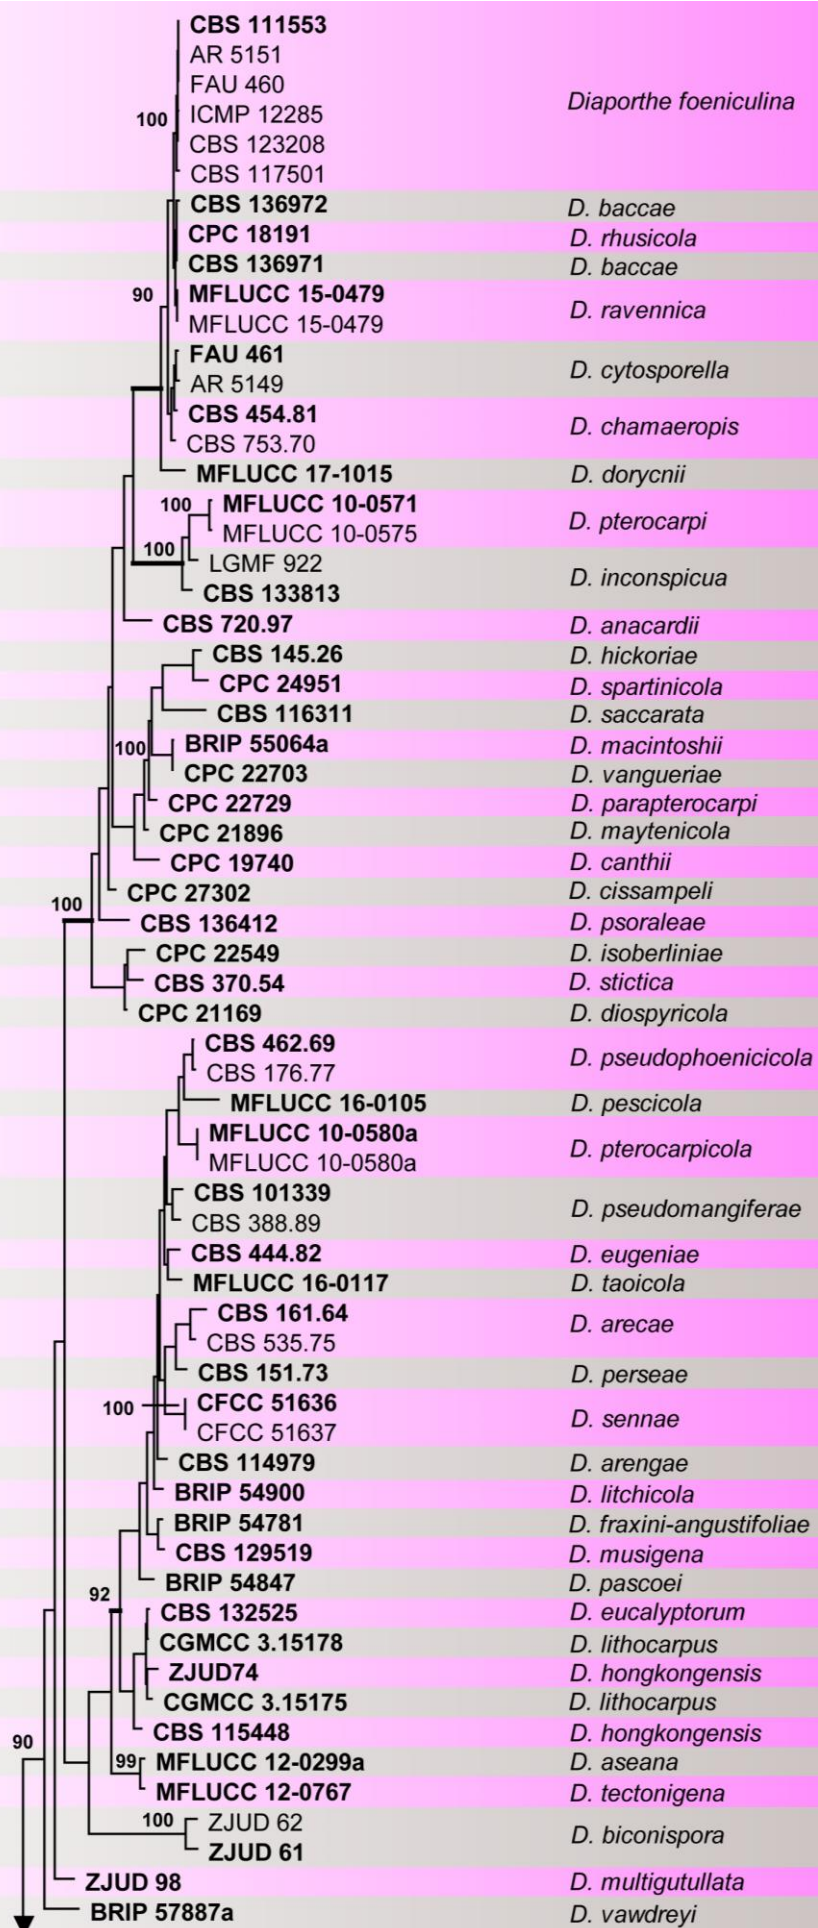 CBS 111553
AR 5151
FAU 460
Diaporthe foeniculina
100
ICMP 12285
CBS 123208
CBS 117501
CBS 136972 D. baccae
CPC 18191 D. rhusicola
CBS 136971 D. baccae
90 MFLUCC 15-0479
D. ravennica
MFLUCC 15-0479
FAU 461
D. cytosporella
AR 5149
CBS 454.81
D. chamaeropis
CBS 753.70
MFLUCC 17-1015 D. dorycnii
100 MFLUCC 10-0571
D. pterocarpi
MFLUCC 10-0575
100
LGMF 922
D. inconspicua
CBS 133813
CBS 720.97 D. anacardii
CBS 145.26 D. hickoriae
CPC 24951 D. spartinicola
CBS 116311 D. saccarata
100 BRIP 55064a D. macintoshii
CPC 22703 D. vangueriae
CPC 22729 D. parapterocarpi
CPC 21896 D. maytenicola
CPC 19740 D. canthii
CPC 27302 D. cissampeli
100
CBS 136412 D. psoraleae
CPC 22549 D. isoberliniae
CBS 370.54 D. stictica
CPC 21169 D. diospyricola
CBS 462.69
D. pseudophoenicicola
CBS 176.77
MFLUCC 16-0105 D. pescicola
MFLUCC 10-0580a
D. pterocarpicola
MFLUCC 10-0580a
CBS 101339
D. pseudomangiferae
CBS 388.89
CBS 444.82 D. eugeniae
MFLUCC 16-0117 D. taoicola
CBS 161.64
D. arecae
CBS 535.75
CBS 151.73 D. perseae
100 CFCC 51636
D. sennae
CFCC 51637
CBS 114979 D. arengae
BRIP 54900 D. litchicola
BRIP 54781 D. fraxini-angustifoliae
CBS 129519 D. musigena
BRIP 54847 D. pascoei
92
CBS 132525 D. eucalyptorum
CGMCC 3.15178 D. lithocarpus
ZJUD74 D. hongkongensis
CGMCC 3.15175 D. lithocarpus
CBS 115448 D. hongkongensis
90
99 MFLUCC 12-0299a D. aseana
MFLUCC 12-0767 D. tectonigena
100 ZJUD 62
D. biconispora
ZJUD 61
ZJUD 98 D. multigutullata
BRIP 57887a D. vawdreyi